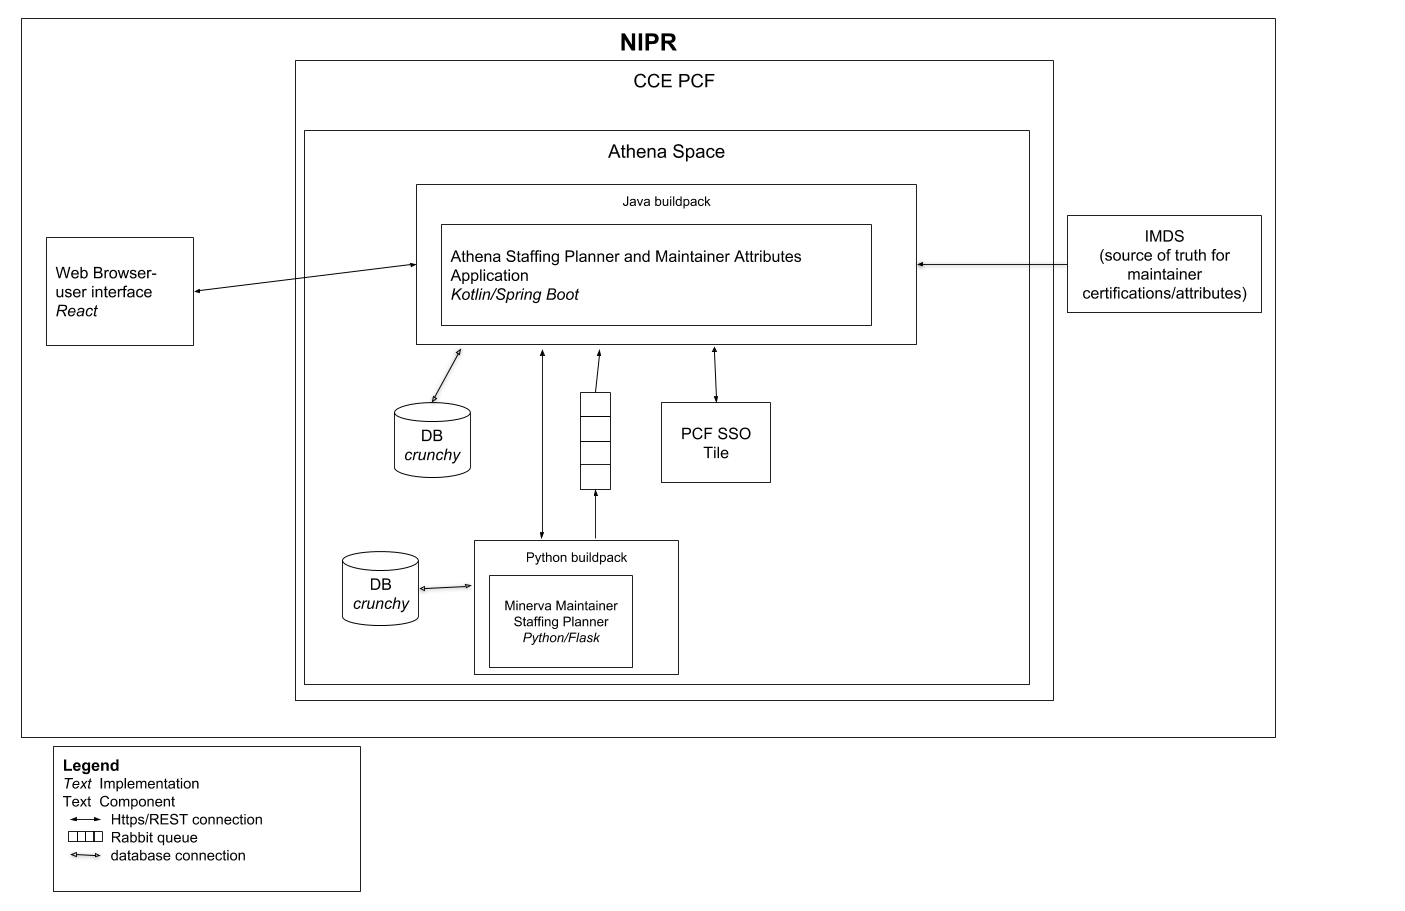 NIPR
CCE PCF
Athena Space
Java buildpack
Athena Staffing Planner and Maintainer Attributes
Application
Kotlin/Spring Boot
Web Browser-
user interface
React
IMDS
(source of truth for
maintainer
certifications/attributes)
DB
crunchy
PCF SSO
Tile
DB
crunchy
Python buildpack
Minerva Maintainer
Staffing Planner
Python/Flask
Legend
Text Implementation
Text Component
Https/REST connection
Rabbit queue
database connection